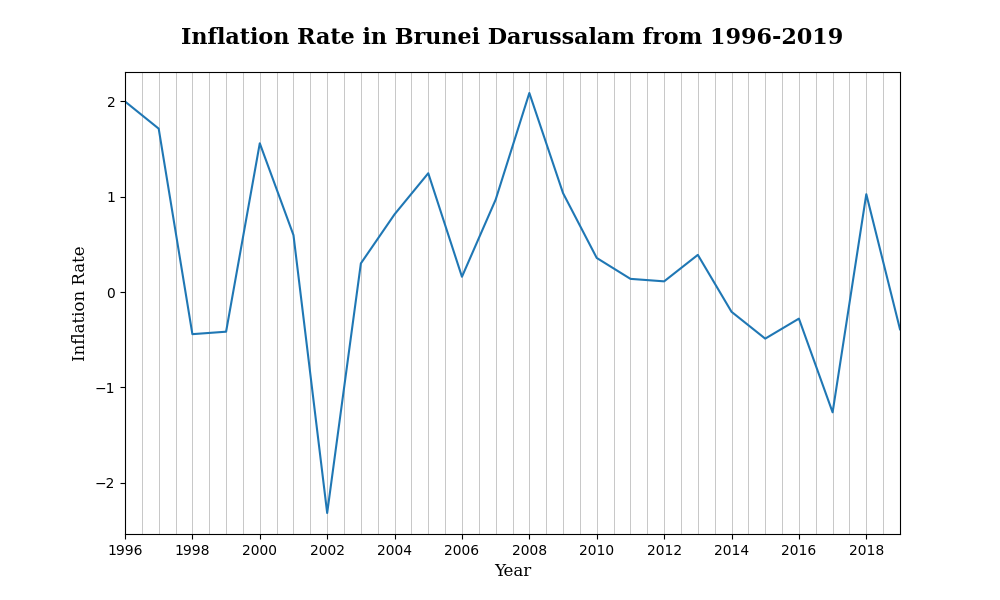 Inflation Rate in Brunei Darussalam from 1996-2019
2
1
0
−1
−2
Inflation Rate
1996 1998 2000 2002 2004 2006 2008 2010 2012 2014 2016 2018
Year